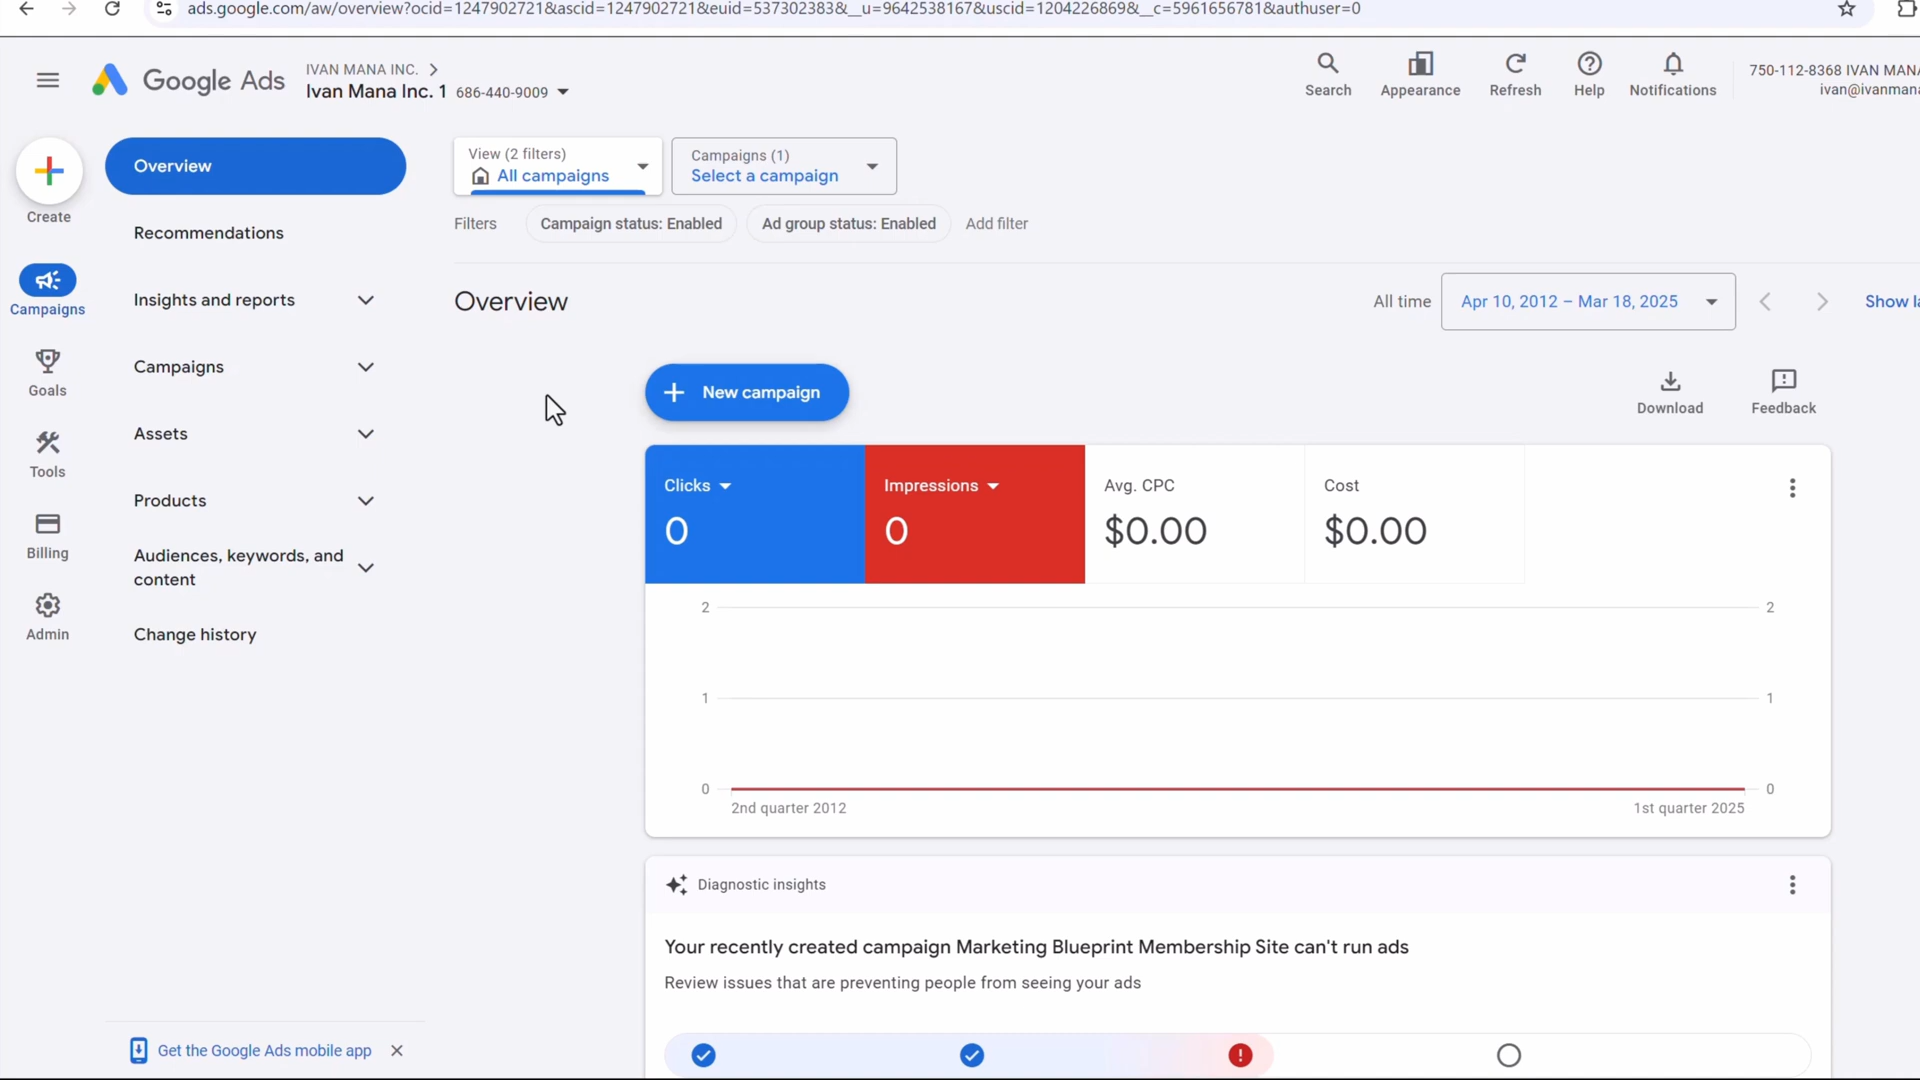 ads.google.com/aw/overview?ocid=1247902721&ascid=1247902721&euid=537302383&__u=9642538167&uscid=1204226869&__c=5961656781&authuser=0
Google Ads
IVAN MANA INC.
Ivan Mana Inc. 1 686-440-9009
Search
Appearance
Refresh
Help
Notifications
750-112-8368 IVAN MANA
ivan@ivanmana
Create
Campaigns
Goals
Tools
Billing
Admin
Overview
Recommendations
Insights and reports
Campaigns
Assets
Products
Audiences, keywords, and
content
Change history
Get the Google Ads mobile app
View (2 filters)
All campaigns
Campaigns (1)
Select a campaign
Filters
Campaign status: Enabled
Ad group status: Enabled
Add filter
Overview
All time
Apr 10, 2012 – Mar 18, 2025
Show
New campaign
Download
Feedback
Clicks
0
Impressions
0
Avg. CPC
$0.00
Cost
$0.00
2
2
1
1
0
0
2nd quarter 2012
1st quarter 2025
Diagnostic insights
Your recently created campaign Marketing Blueprint Membership Site can't run ads
Review issues that are preventing people from seeing your ads